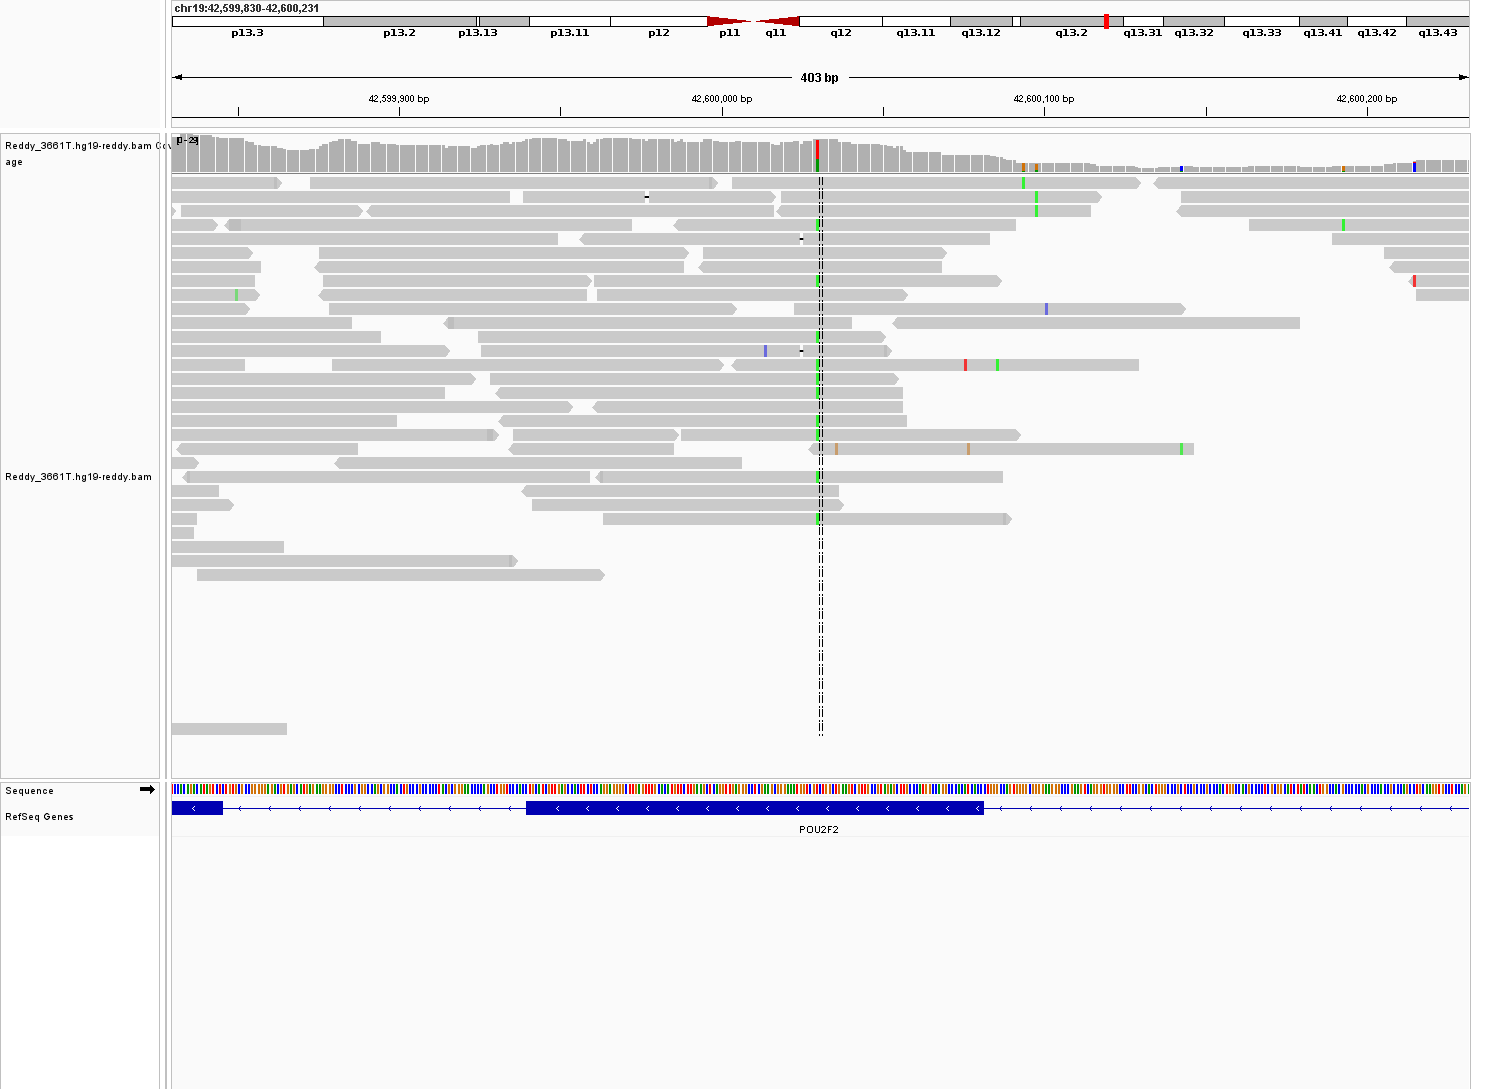 chr19:42,599,830-42,600,231
p13.3 p13.2 p13.13 p13.11 p12 p11 q11 q12 q13.11 q13.12 q13.2 q13.31 q13.32 q13.33 q13.41 q13.42 q13.43
403 bp
42,599,900 bp 42,600,000 bp 42,600,100 bp 42,600,200 bp
Reddy_3661T.hg19-reddy.bam Cov
age
Reddy_3661T.hg19-reddy.bam
Sequence
RefSeq Genes
POU2F2